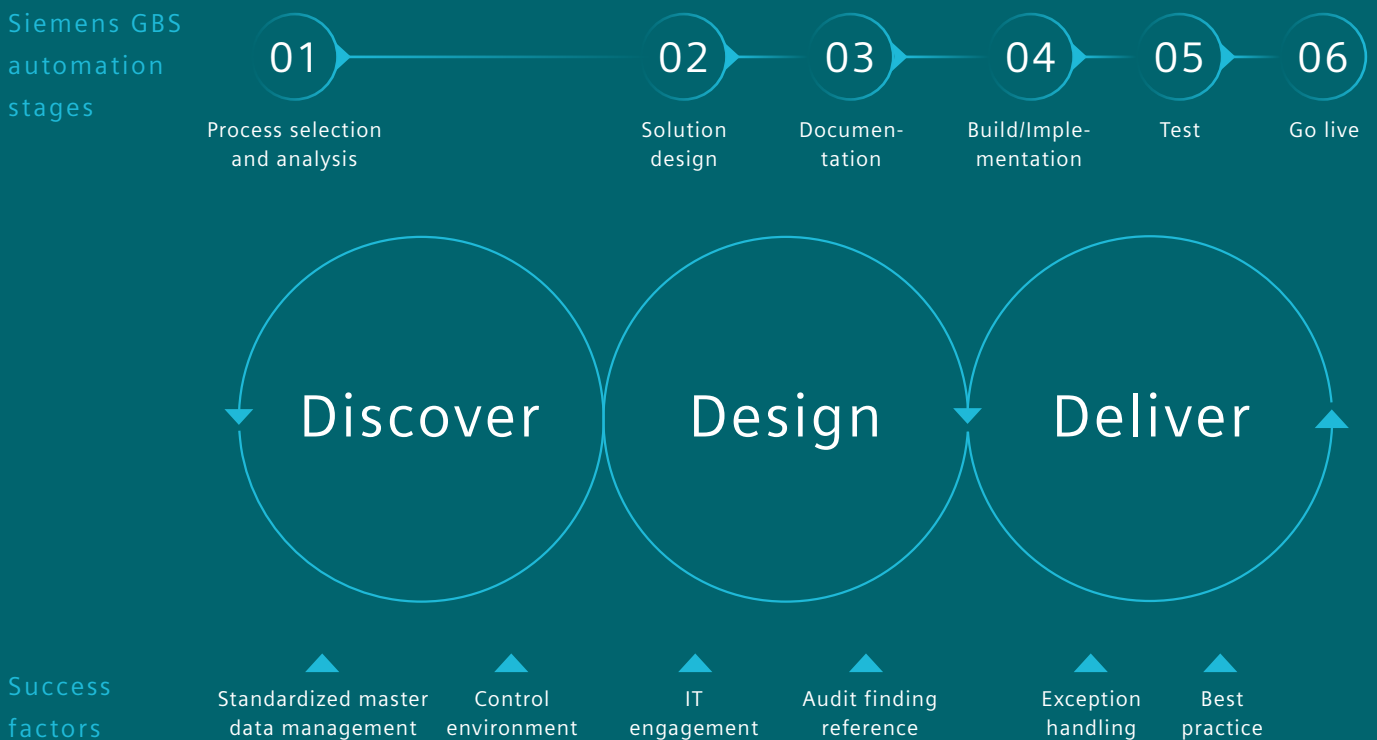 Siemens GBS
automation
stages
01
02
03
04
05
06
Process selection
and analysis
Solution
design
Documen-
tation
Build/Imple-
mentation
Test
Go live
Discover
Design
Deliver
Success
factors
Standardized master
data management
Control
environment
IT
engagement
Audit finding
reference
Exception
handling
Best
practice